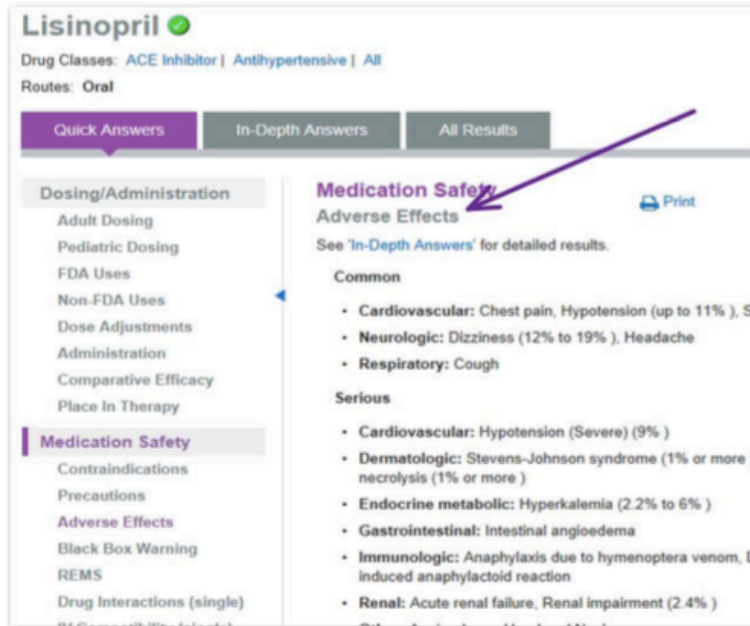 Lisinopril
Drug Classes: ACE Inhibitor | Antihypertensive | All
Routes: Oral
Quick Answers
In-Depth Answers
All Results
Dosing/Administration
Adult Dosing
Pediatric Dosing
FDA Uses
Non-FDA Uses
Dose Adjustments
Administration
Comparative Efficacy
Place In Therapy
Medication Safety
Contraindications
Precautions
Adverse Effects
Black Box Warning
REMS
Drug Interactions (single)
Medication Safety
Print
Adverse Effects
See 'In-Depth Answers' for detailed results.
Common
• Cardiovascular: Chest pain, Hypotension (up to 11% ), S
• Neurologic: Dizziness (12% to 19% ), Headache
• Respiratory: Cough
Serious
• Cardiovascular: Hypotension (Severe) (9% )
• Dermatologic: Stevens-Johnson syndrome (1% or more
necrolysis (1% or more )
• Endocrine metabolic: Hyperkalemia (2.2% to 6% )
• Gastrointestinal: Intestinal angioedema
• Immunologic: Anaphylaxis due to hymenoptera venom,
induced anaphylactoid reaction
• Renal: Acute renal failure, Renal impairment (2.4% )